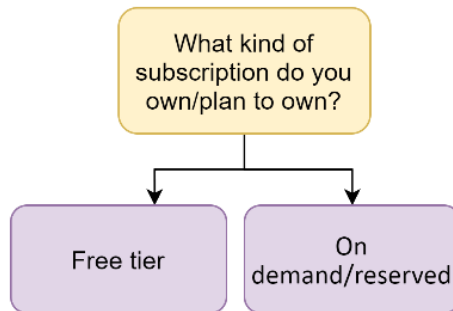 What kind of
subscription do you
own/plan to own?
Free tier
On
demand/reserved